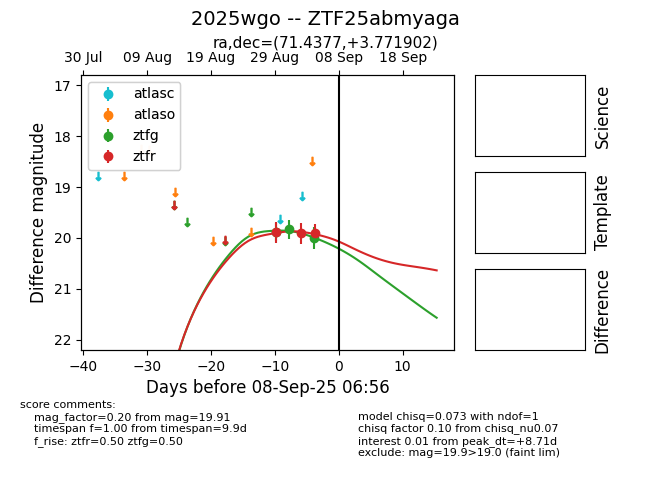 2025wgo -- ZTF25abmyaga
ra,dec=(71.4377,+3.771902)
30 Jul 09 Aug 19 Aug 29 Aug 08 Sep 18 Sep
17
18
19
20
21
22
Difference magnitude
atlasc
atlaso
ztfg
ztfr
−40 −30 −20 −10 0 10
Days before 08-Sep-25 06:56
Science
Template
Difference
score comments:
mag_factor=0.20 from mag=19.91
timespan f=1.00 from timespan=9.9d
f_rise: ztfr=0.50 ztfg=0.50
model chisq=0.073 with ndof=1
chisq factor 0.10 from chisq_nu0.07
interest 0.01 from peak_dt=+8.71d
exclude: mag=19.9>19.0 (faint lim)